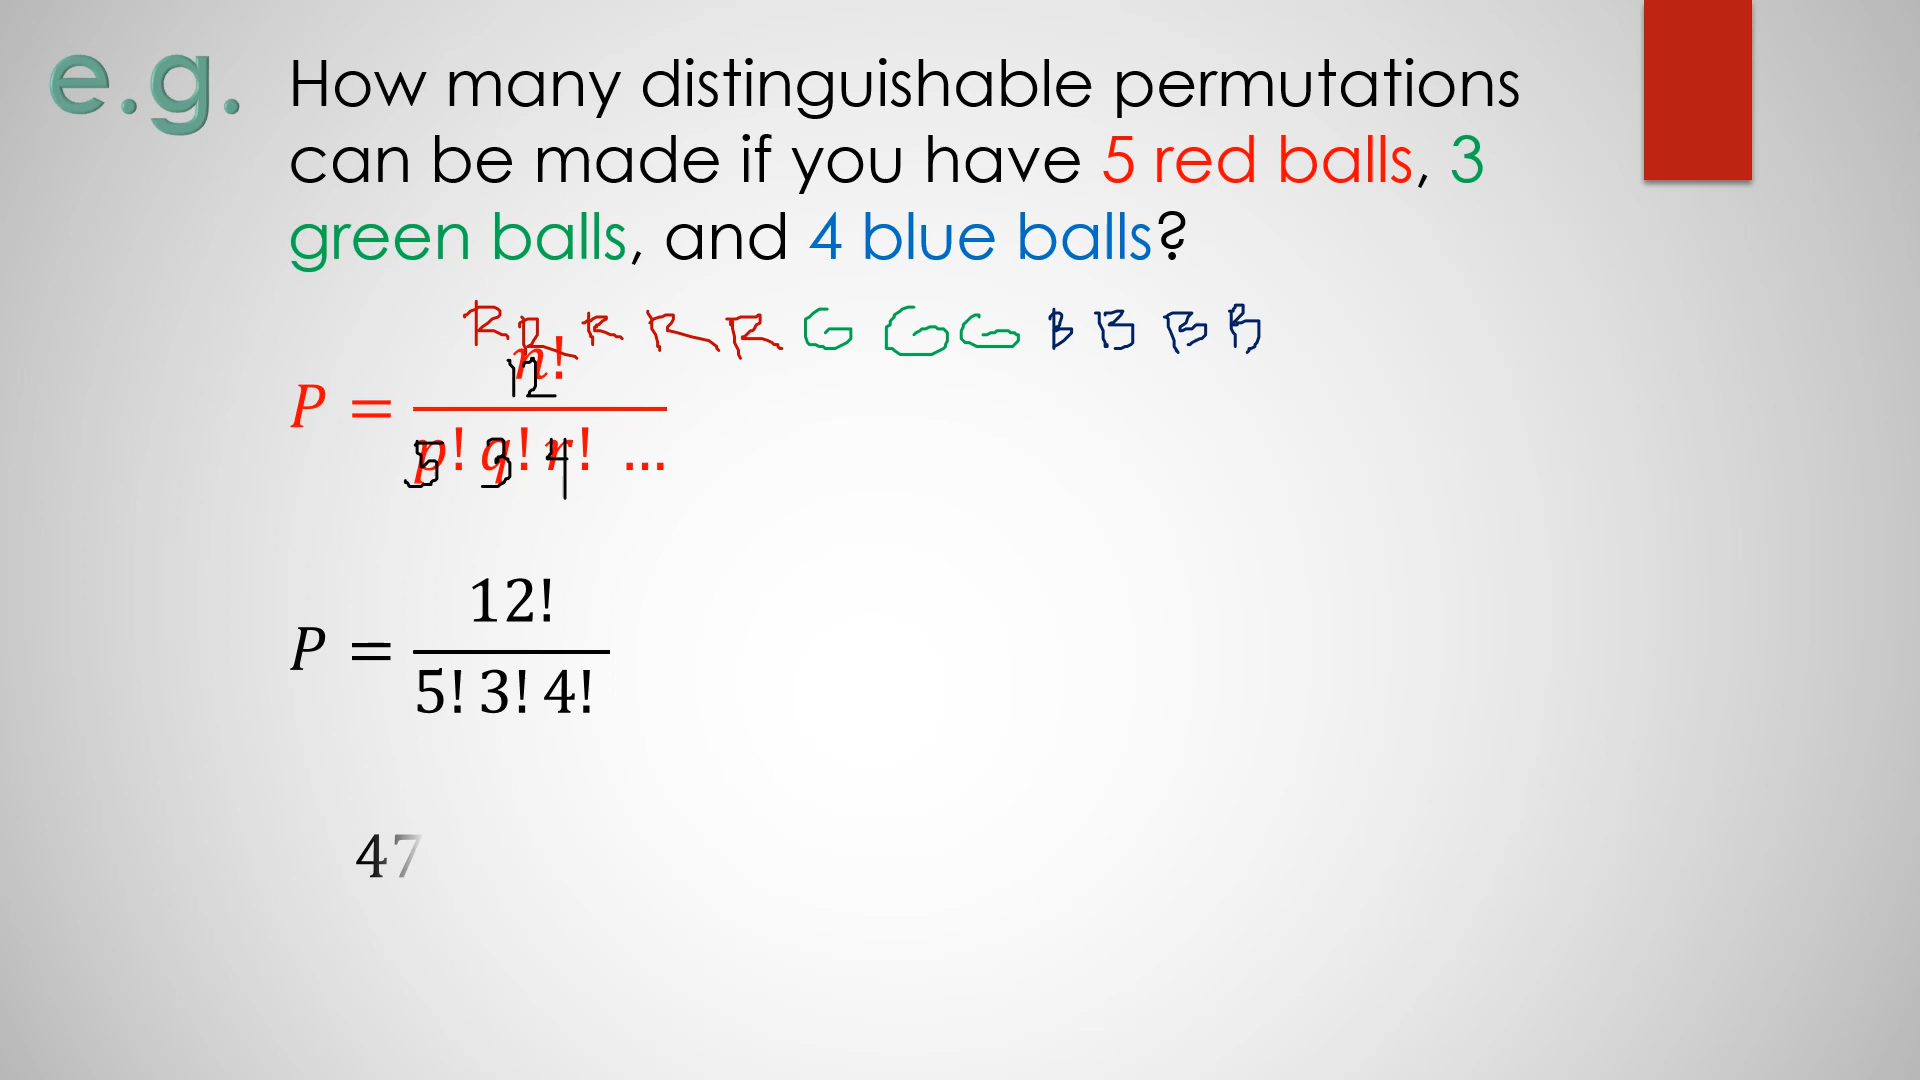 e.g. How many distinguishable permutations
can be made if you have 5 red balls, 3
green balls, and 4 blue balls?
R R R R R G G G B B B B
n!
12
P =
p! q! r! ...
5 3 4
12!
P =
5! 3! 4!
47